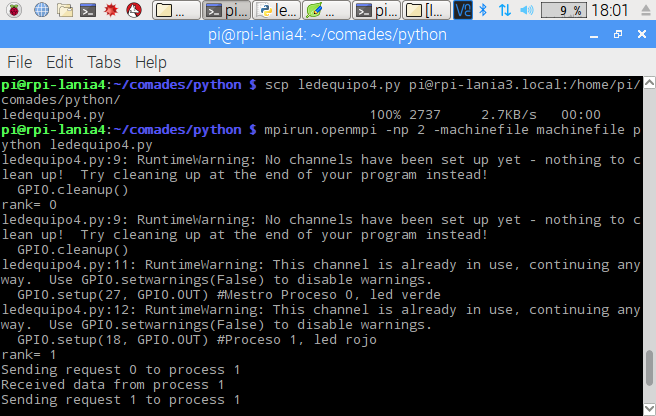 ...
pi...
le...
...
pi...
[l...
V2
9 %
18:01
pi@rpi-lania4: ~/comades/python
File Edit Tabs Help
pi@rpi-lania4:~/comades/python $ scp ledequipo4.py pi@rpi-lania3.local:/home/pi/
comades/python/
ledequipo4.py 100% 2737 2.7KB/s 00:00
pi@rpi-lania4:~/comades/python $ mpirun.openmpi -np 2 -machinefile machinefile p
ython ledequipo4.py
ledequipo4.py:9: RuntimeWarning: No channels have been set up yet - nothing to c
lean up!  Try cleaning up at the end of your program instead!
  GPIO.cleanup()
rank= 0
ledequipo4.py:9: RuntimeWarning: No channels have been set up yet - nothing to c
lean up!  Try cleaning up at the end of your program instead!
  GPIO.cleanup()
ledequipo4.py:11: RuntimeWarning: This channel is already in use, continuing any
way.  Use GPIO.setwarnings(False) to disable warnings.
  GPIO.setup(27, GPIO.OUT) #Mestro Proceso 0, led verde
ledequipo4.py:12: RuntimeWarning: This channel is already in use, continuing any
way.  Use GPIO.setwarnings(False) to disable warnings.
  GPIO.setup(18, GPIO.OUT) #Proceso 1, led rojo
rank= 1
Sending request 0 to process 1
Received data from process 1
Sending request 1 to process 1